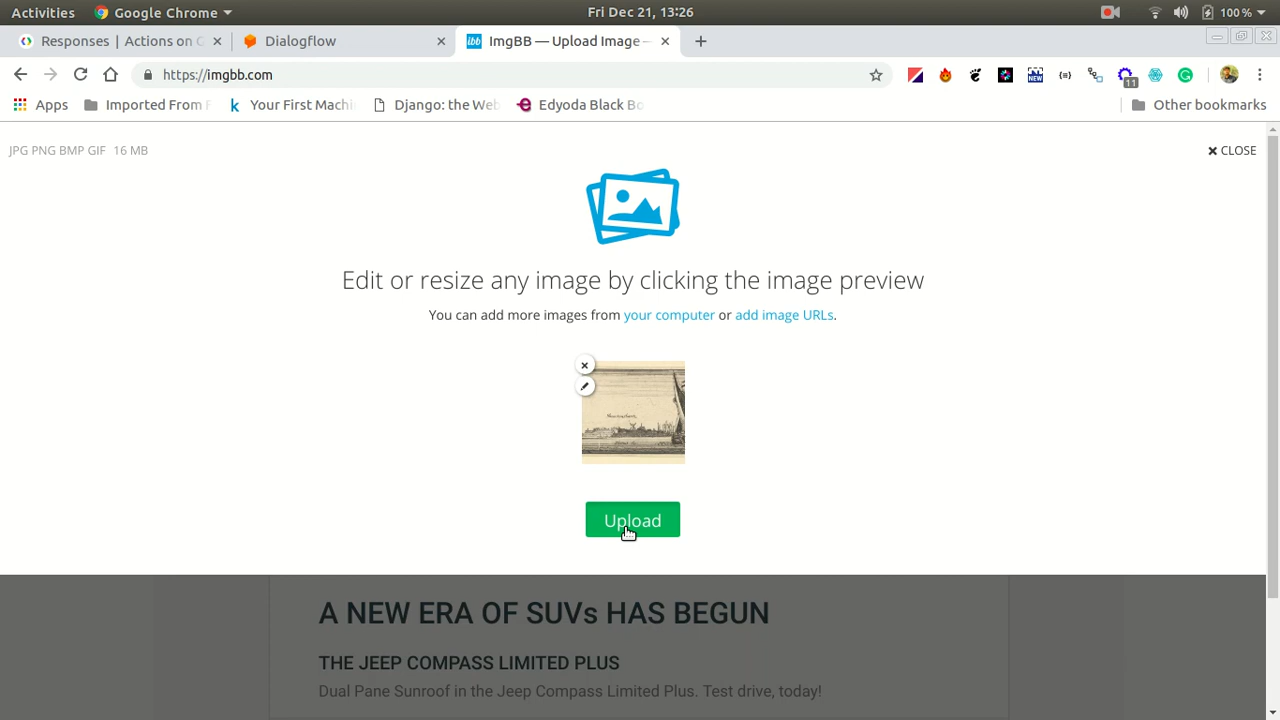 Activities Google Chrome Fri Dec 21, 13:26 100 %
Responses | Actions on G Dialogflow ibb ImgBB — Upload Image —
https://imgbb.com NEW 11
Apps Imported From F k Your First Machi Django: the Web Edyoda Black Bo Other bookmarks
JPG PNG BMP GIF 16 MB CLOSE
Edit or resize any image by clicking the image preview
You can add more images from your computer or add image URLs.
Upload
A NEW ERA OF SUVs HAS BEGUN
THE JEEP COMPASS LIMITED PLUS
Dual Pane Sunroof in the Jeep Compass Limited Plus. Test drive, today!